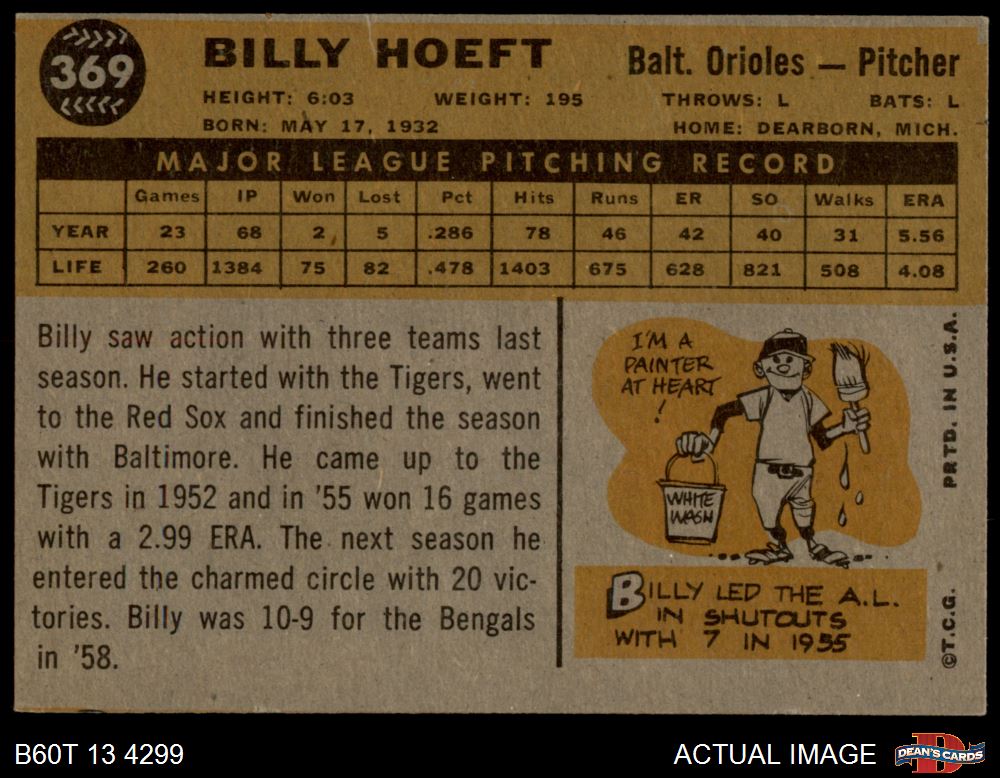 369
BILLY HOEFT
Balt. Orioles — Pitcher
HEIGHT: 6:03 WEIGHT: 195 THROWS: L BATS: L
BORN: MAY 17, 1932 HOME: DEARBORN, MICH.
MAJOR LEAGUE PITCHING RECORD
Games IP Won Lost Pct Hits Runs ER SO Walks ERA
YEAR 23 68 2 5 .286 78 46 42 40 31 5.56
LIFE 260 1384 75 82 .478 1403 675 628 821 508 4.08
Billy saw action with three teams last
season. He started with the Tigers, went
to the Red Sox and finished the season
with Baltimore. He came up to the
Tigers in 1952 and in '55 won 16 games
with a 2.99 ERA. The next season he
entered the charmed circle with 20 vic-
tories. Billy was 10-9 for the Bengals
in '58.
I'M A
PAINTER
AT HEART
!
WHITE
WASH
BILLY LED THE A.L.
IN SHUTOUTS
WITH 7 IN 1955
PRTD. IN U.S.A.
©T.C.G.
B60T 13 4299
ACTUAL IMAGE
D
DEAN'S CARDS